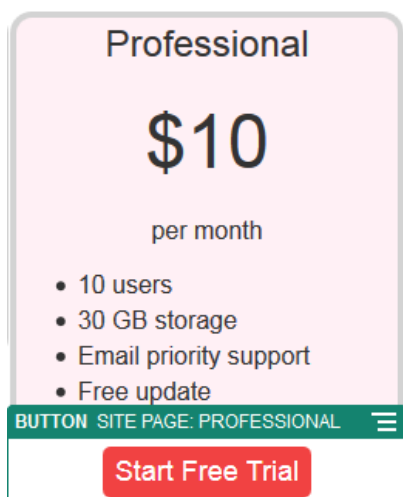 Professional
$10
per month
10 users
30 GB storage
Email priority support
Free update
BUTTON SITE PAGE: PROFESSIONAL
Start Free Trial